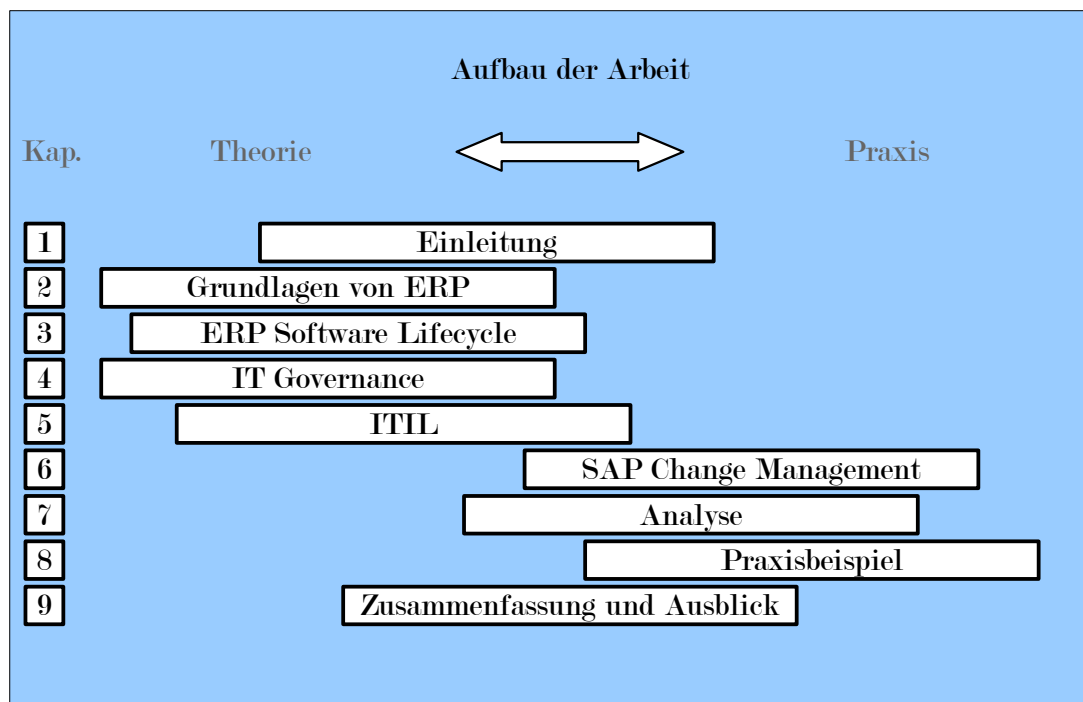 Aufbau der Arbeit
Kap. Theorie Praxis
1 Einleitung
2 Grundlagen von ERP
3 ERP Software Lifecycle
4 IT Governance
5 ITIL
6 SAP Change Management
7 Analyse
8 Praxisbeispiel
9 Zusammenfassung und Ausblick